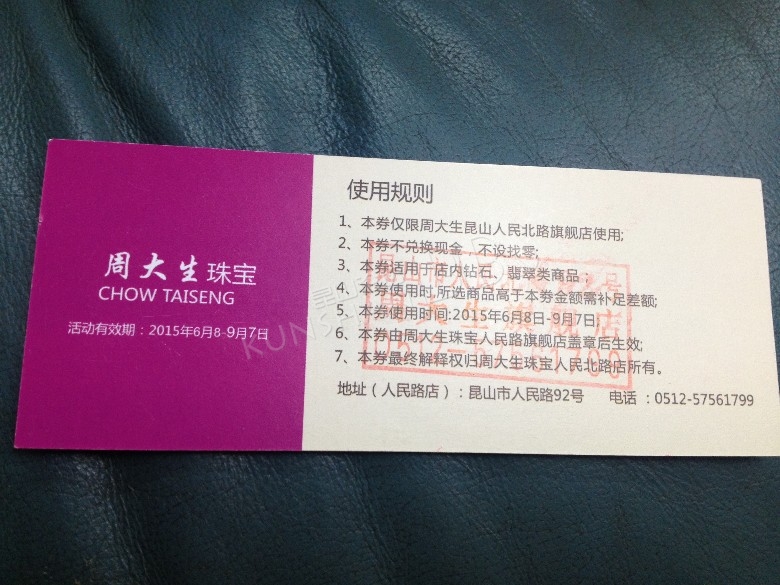 周大生珠宝
CHOW TAISENG
活动有效期：2015年6月8-9月7日
使用规则
1、本券仅限周大生昆山人民北路旗舰店使用;
2、本券不兑换现金，不设找零;
3、本券适用于店内钻石、翡翠类商品；
4、本券使用时,所选商品高于本券金额需补足差额;
5、本券使用时间:2015年6月8日-9月7日
6、本券由周大生珠宝人民路旗舰店盖章后生效;
7、本券最终解释权归周大生珠宝人民北路店所有。
地址（人民路店）: 昆山市人民路92号 电话 :0512-57561799
周大生旗舰店